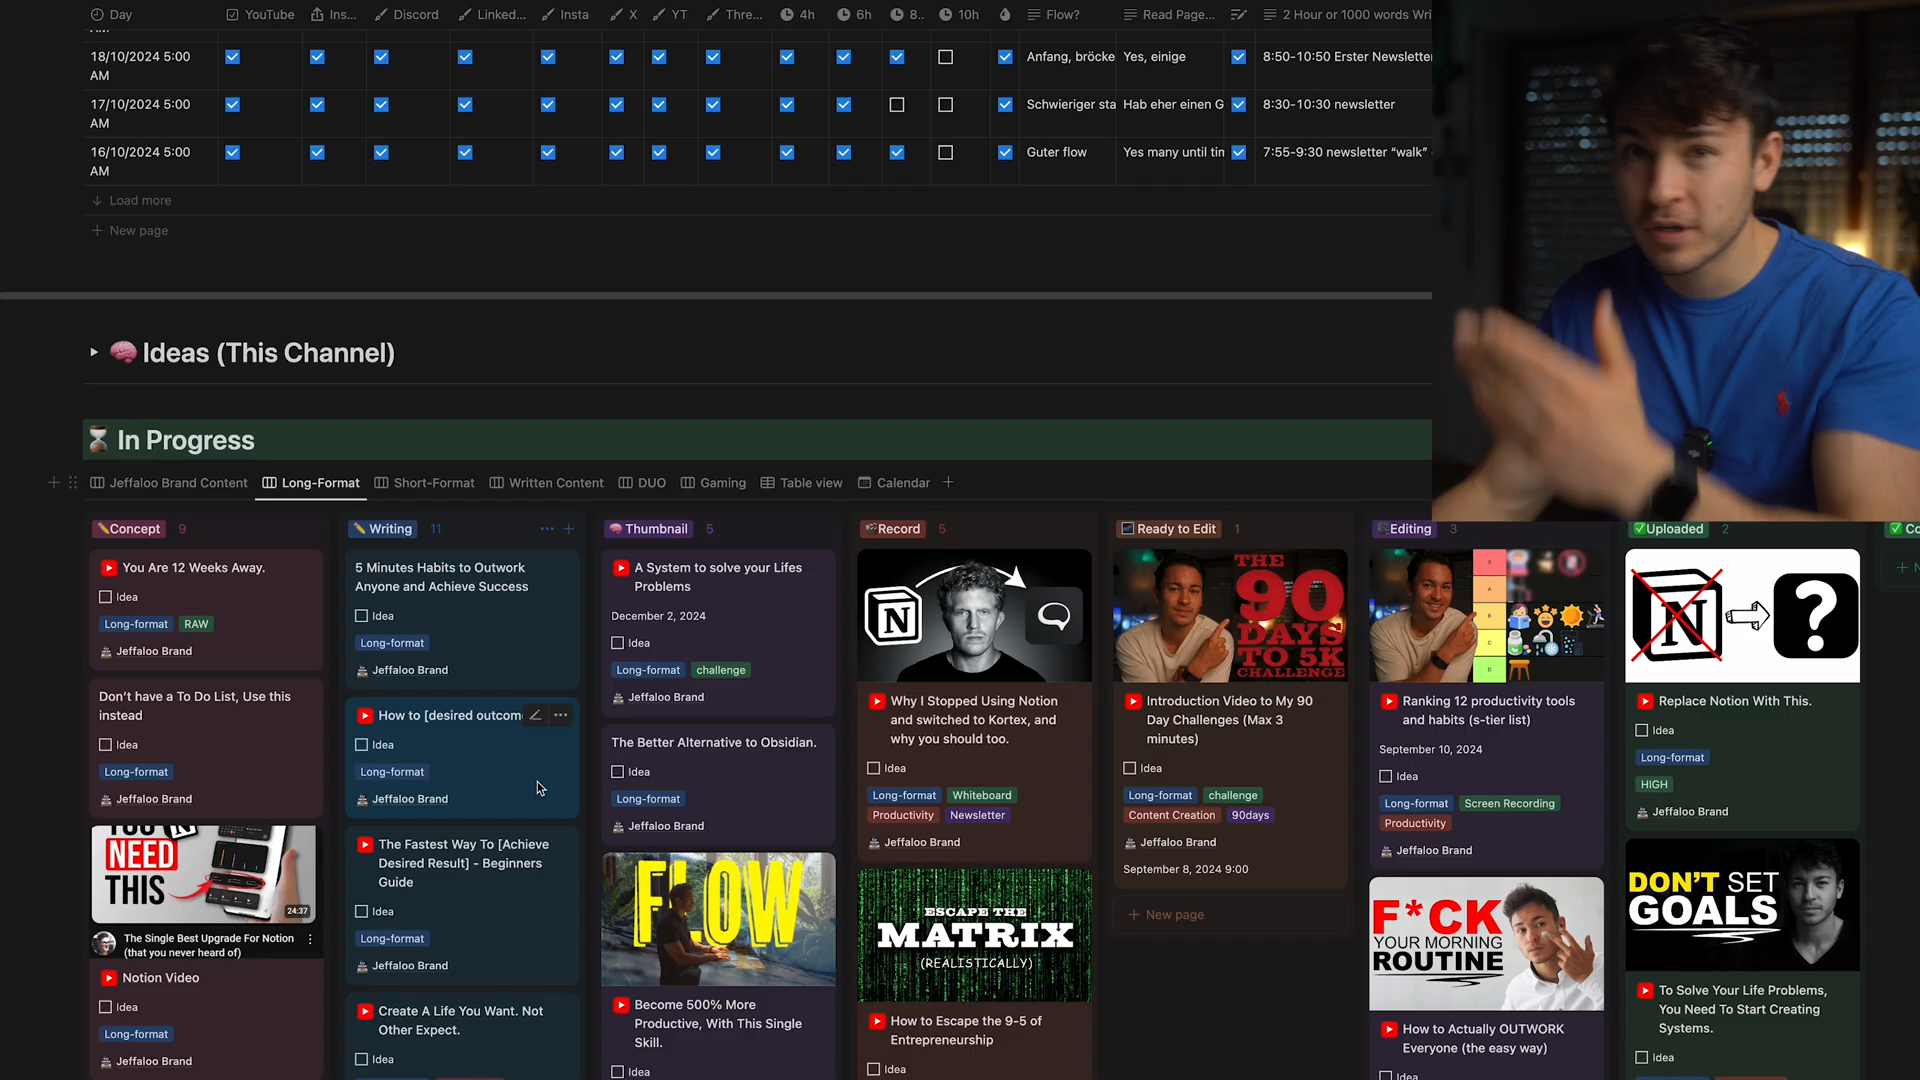 Day YouTube Ins... Discord Linked... Insta X YT Thre... 4h 6h 8.. 10h Flow? Read Page... 2 Hour or 1000 words Wri
AM
18/10/2024 5:00 AM Anfang, bröcke Yes, einige 8:50-10:50 Erster Newsletter
17/10/2024 5:00 AM Schwieriger sta Hab eher einen G 8:30-10:30 newsletter
16/10/2024 5:00 AM Guter flow Yes many until tim 7:55-9:30 newsletter “walk”
Load more
New page
Ideas (This Channel)
In Progress
Jeffaloo Brand Content Long-Format Short-Format Written Content DUO Gaming Table view Calendar
Concept 9
You Are 12 Weeks Away.
Idea
Long-format RAW
Jeffaloo Brand
Don’t have a To Do List, Use this
instead
Idea
Long-format
Jeffaloo Brand
YOU
NEED
THIS
24:37
The Single Best Upgrade For Notion
(that you never heard of)
Notion Video
Idea
Long-format
Jeffaloo Brand
Writing 11
5 Minutes Habits to Outwork
Anyone and Achieve Success
Idea
Long-format
Jeffaloo Brand
How to [desired outcom
Idea
Long-format
Jeffaloo Brand
The Fastest Way To [Achieve
Desired Result] - Beginners
Guide
Idea
Long-format
Jeffaloo Brand
Create A Life You Want. Not
Other Expect.
Idea
Thumbnail 5
A System to solve your Lifes
Problems
December 2, 2024
Idea
Long-format challenge
Jeffaloo Brand
The Better Alternative to Obsidian.
Idea
Long-format
Jeffaloo Brand
FLOW
Become 500% More
Productive, With This Single
Skill.
Idea
Record 5
N
Why I Stopped Using Notion
and switched to Kortex, and
why you should too.
Idea
Long-format Whiteboard
Productivity Newsletter
Jeffaloo Brand
ESCAPE THE
MATRIX
(REALISTICALLY)
How to Escape the 9-5 of
Entrepreneurship
Idea
Ready to Edit 1
THE
90
DAYS
TO 5K
CHALLENGE
Introduction Video to My 90
Day Challenges (Max 3
minutes)
Idea
Long-format challenge
Content Creation 90days
Jeffaloo Brand
September 8, 2024 9:00
New page
Editing 3
S
A
B
C
D
Ranking 12 productivity tools
and habits (s-tier list)
September 10, 2024
Idea
Long-format Screen Recording
Productivity
Jeffaloo Brand
F*CK
YOUR MORNING
ROUTINE
How to Actually OUTWORK
Everyone (the easy way)
Idea
Uploaded 2
N ?
Replace Notion With This.
Idea
Long-format
HIGH
Jeffaloo Brand
DON'T SET
GOALS
To Solve Your Life Problems,
You Need To Start Creating
Systems.
Idea
Co
N